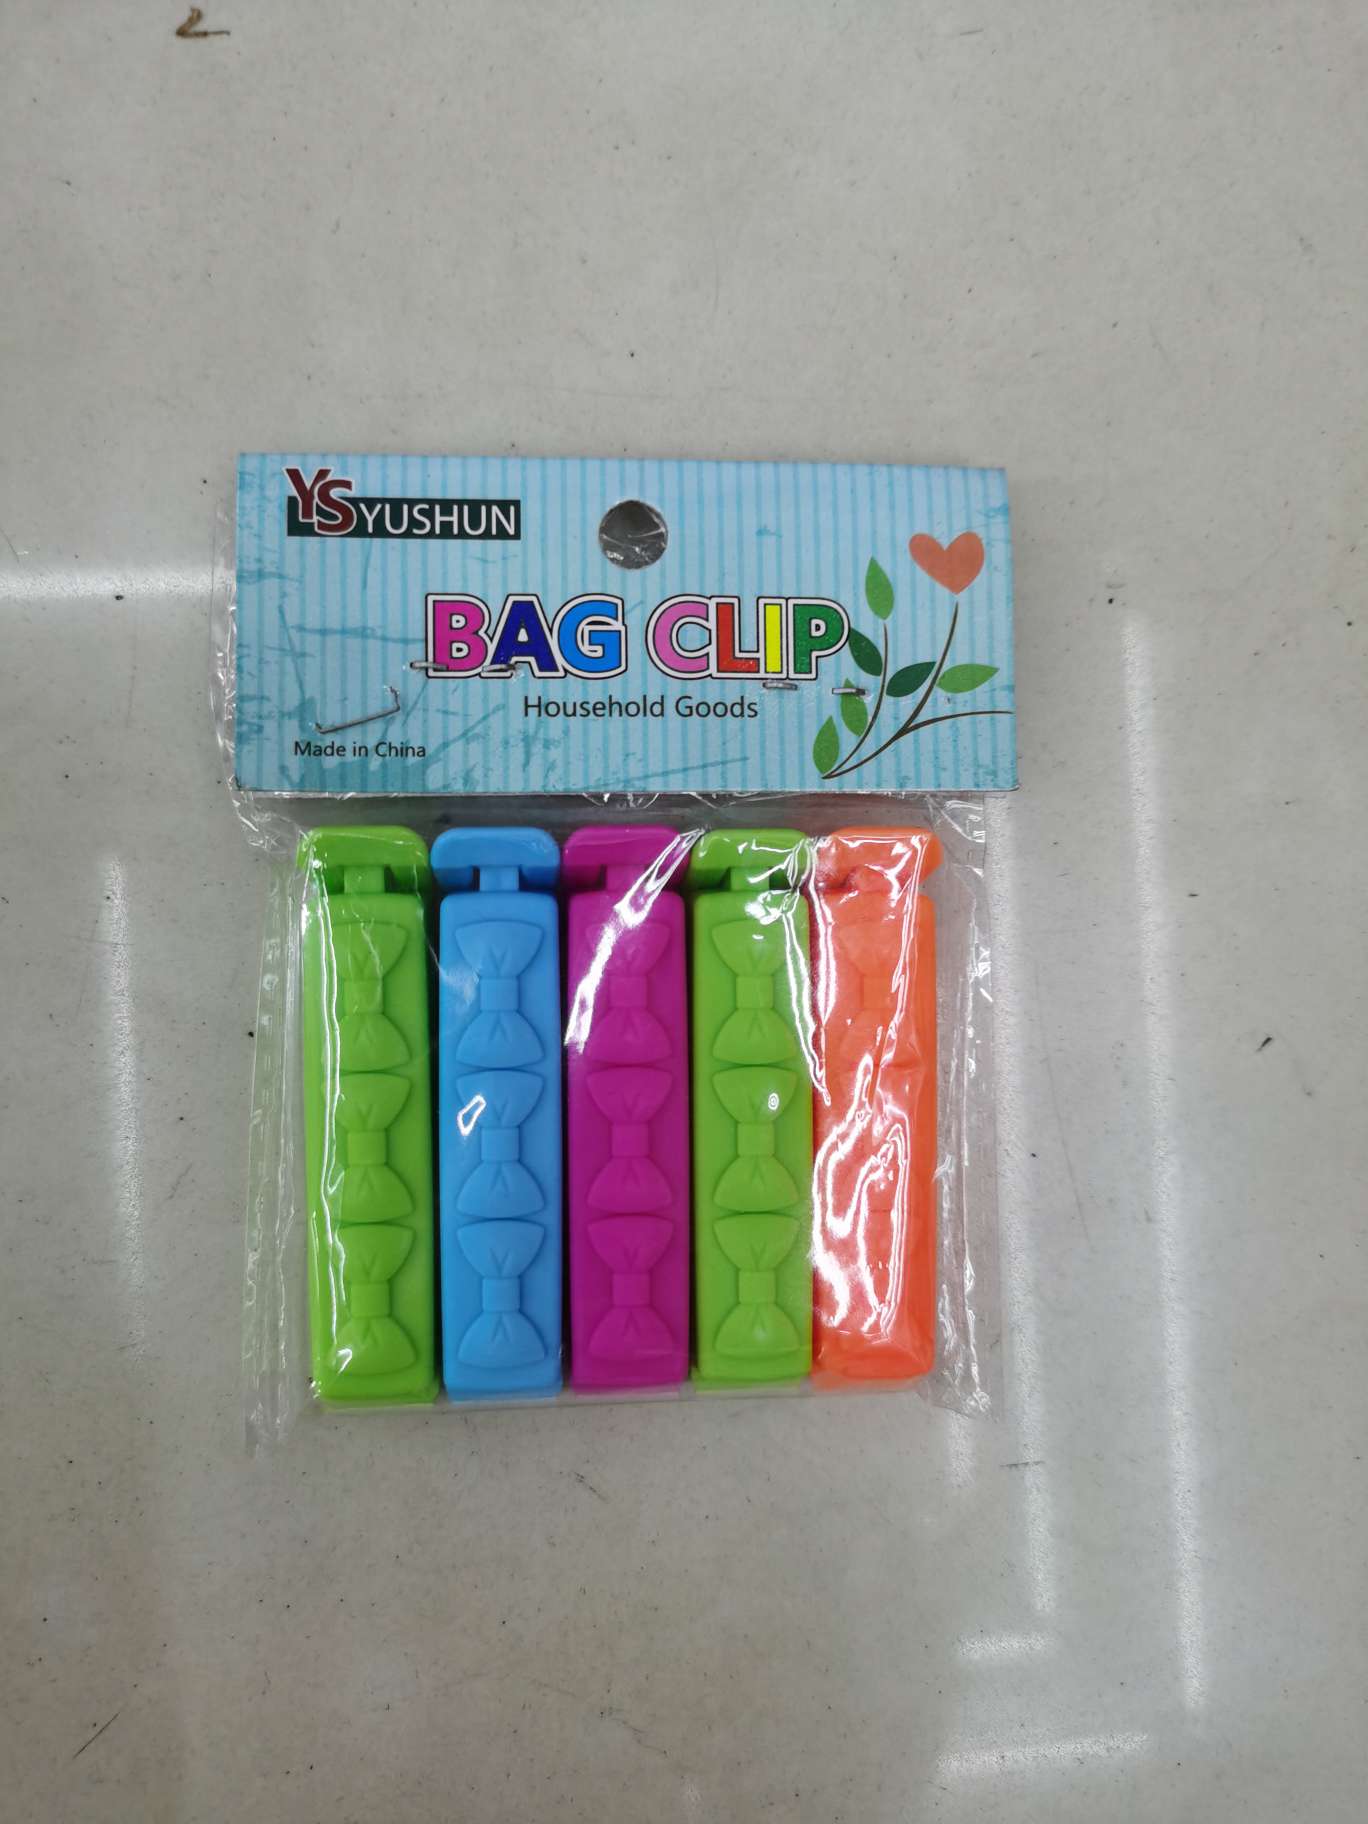 YS YUSHUN
BAG CLIP
Household Goods
Made in China